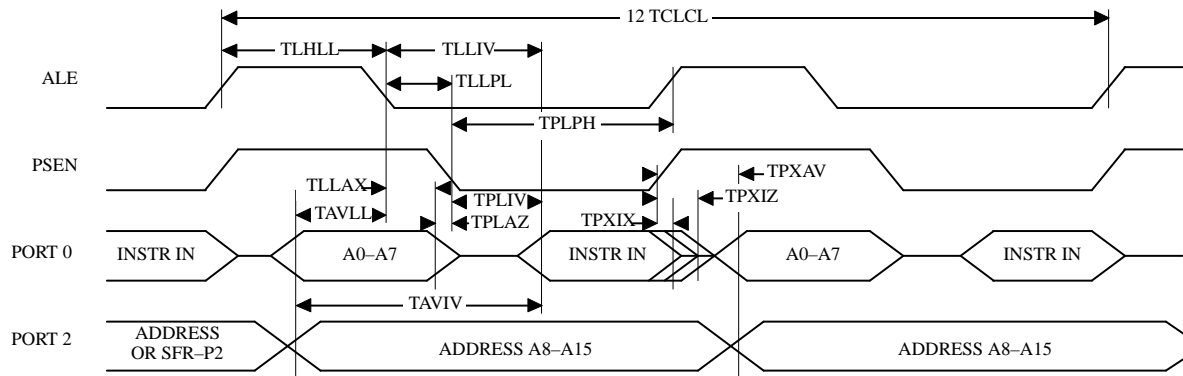 12 TCLCL
TLHLL
TLLIV
ALE
TLLPL
TPLPH
PSEN
TLLAX
TPXAV
TPLIV
TPXIZ
TAVLL
TPLAZ
TPXIX
PORT 0
INSTR IN
A0–A7
INSTR IN
A0–A7
INSTR IN
TAVIV
PORT 2
ADDRESS
OR SFR–P2
ADDRESS A8–A15
ADDRESS A8–A15